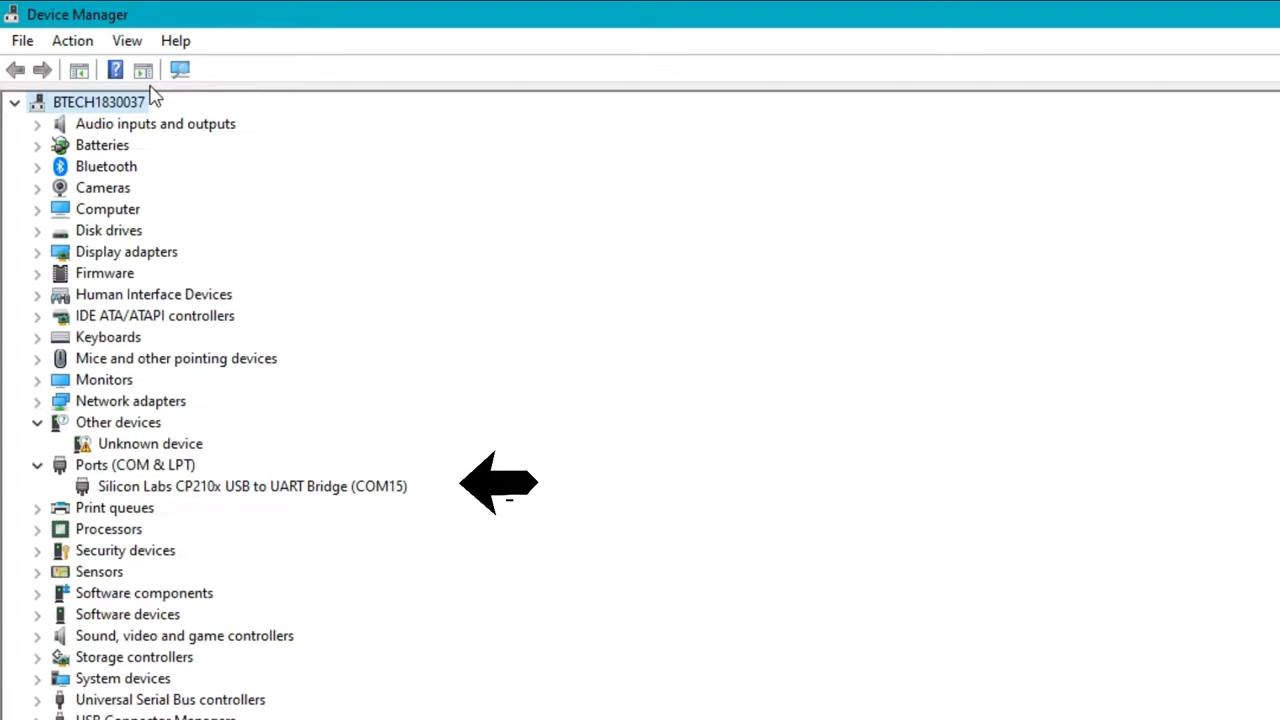 Device Manager
File Action View Help
BTECH1830037
Audio inputs and outputs
Batteries
Bluetooth
Cameras
Computer
Disk drives
Display adapters
Firmware
Human Interface Devices
IDE ATA/ATAPI controllers
Keyboards
Mice and other pointing devices
Monitors
Network adapters
Other devices
Unknown device
Ports (COM & LPT)
Silicon Labs CP210x USB to UART Bridge (COM15)
Print queues
Processors
Security devices
Sensors
Software components
Software devices
Sound, video and game controllers
Storage controllers
System devices
Universal Serial Bus controllers
USB Connector Managers